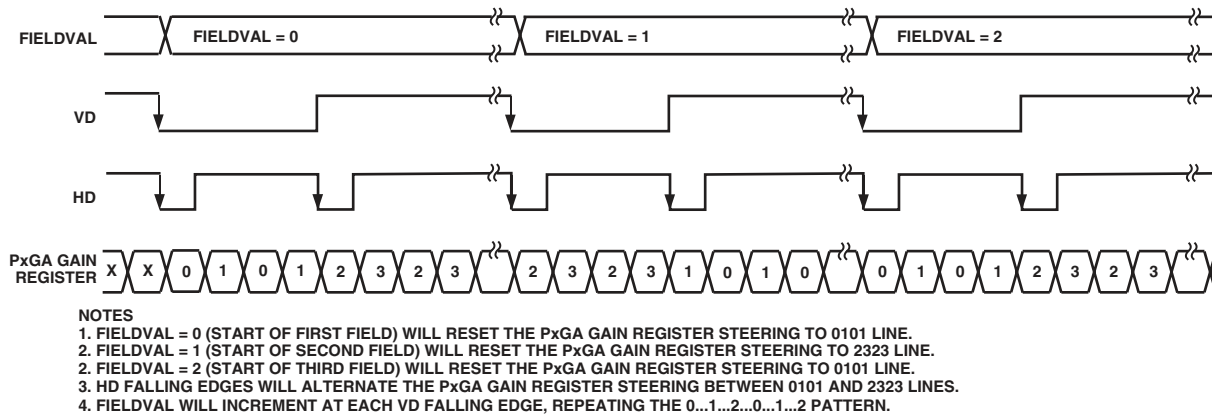 FIELDVAL
FIELDVAL = 0
FIELDVAL = 1
FIELDVAL = 2
VD
HD
PxGA GAIN
REGISTER
X X 0 1 0 1 2 3 2 3 2 3 2 3 1 0 1 0 0 1 0 1 2 3 2 3
NOTES
1. FIELDVAL = 0 (START OF FIRST FIELD) WILL RESET THE PxGA GAIN REGISTER STEERING TO 0101 LINE.
2. FIELDVAL = 1 (START OF SECOND FIELD) WILL RESET THE PxGA GAIN REGISTER STEERING TO 2323 LINE.
2. FIELDVAL = 2 (START OF THIRD FIELD) WILL RESET THE PxGA GAIN REGISTER STEERING TO 0101 LINE.
3. HD FALLING EDGES WILL ALTERNATE THE PxGA GAIN REGISTER STEERING BETWEEN 0101 AND 2323 LINES.
4. FIELDVAL WILL INCREMENT AT EACH VD FALLING EDGE, REPEATING THE 0...1...2...0...1...2 PATTERN.